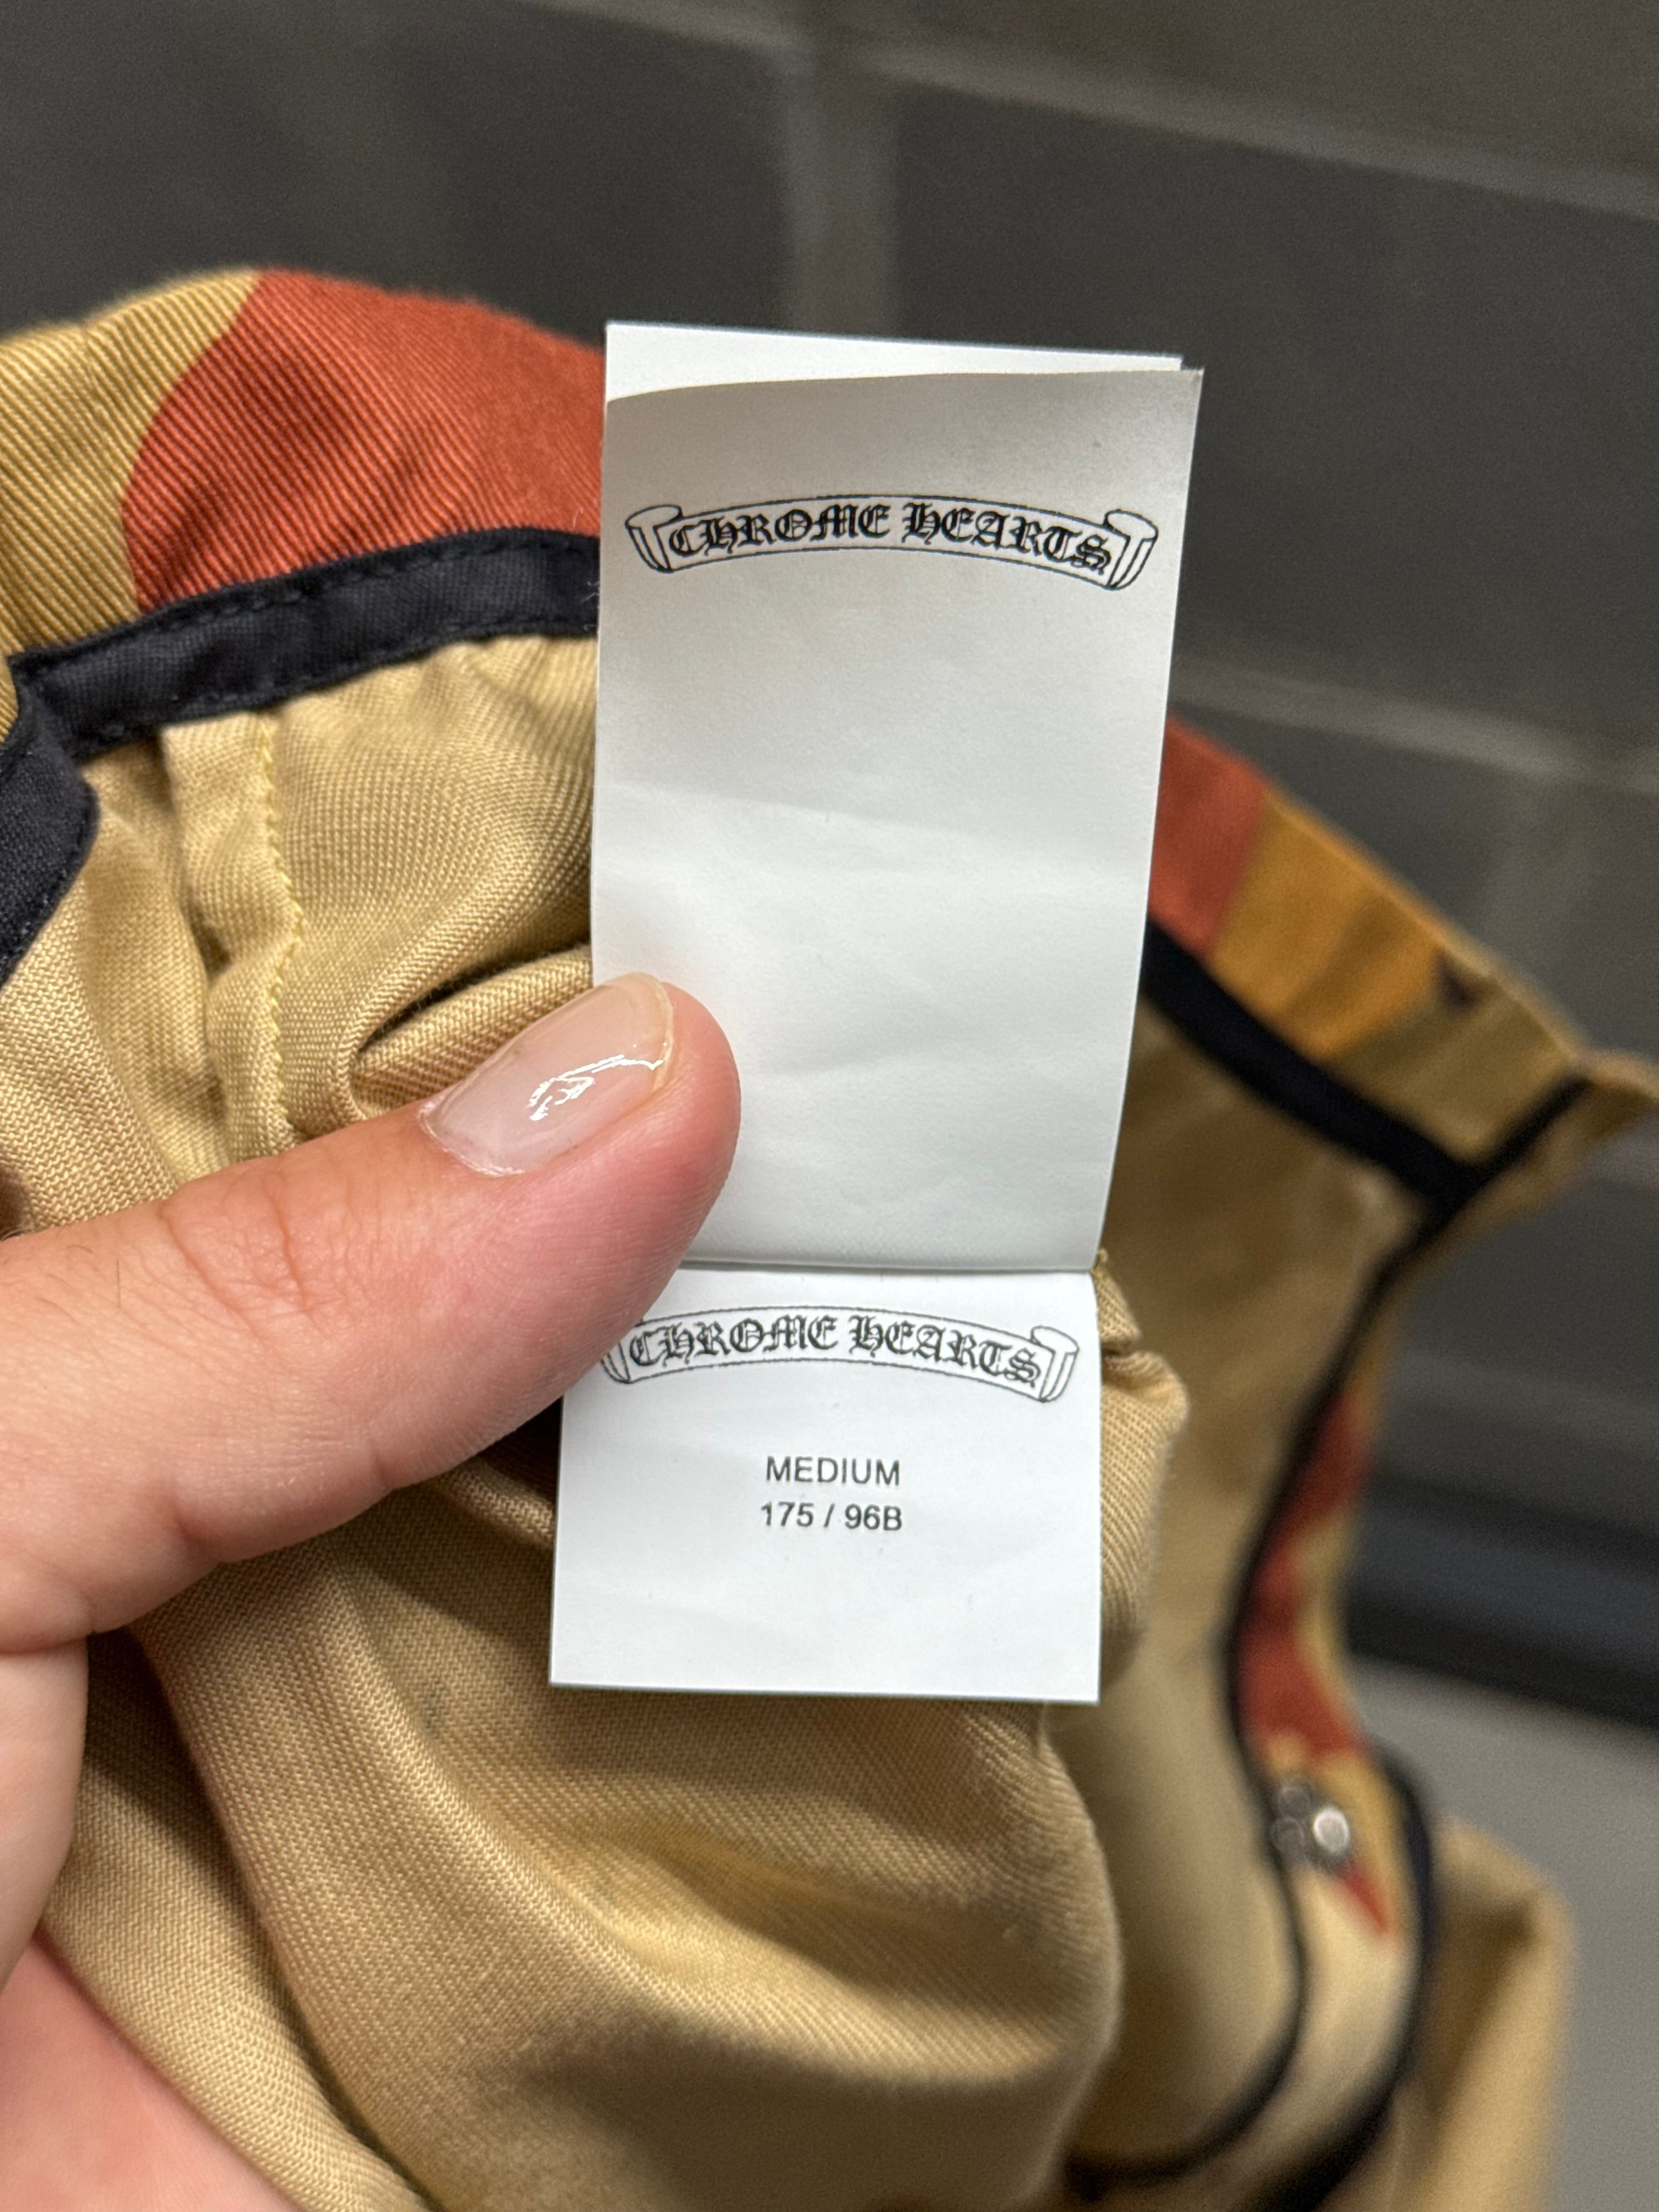 CHROME HEARTS
CHROME HEARTS
MEDIUM
175 / 96B